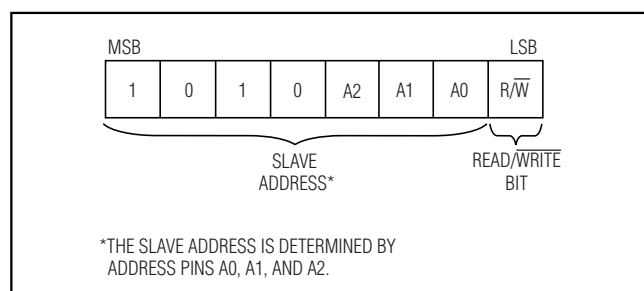 MSB LSB
1 0 1 0 A2 A1 A0 R/W̅
SLAVE READ/W̅R̅I̅T̅E̅
ADDRESS* BIT
*THE SLAVE ADDRESS IS DETERMINED BY
ADDRESS PINS A0, A1, AND A2.